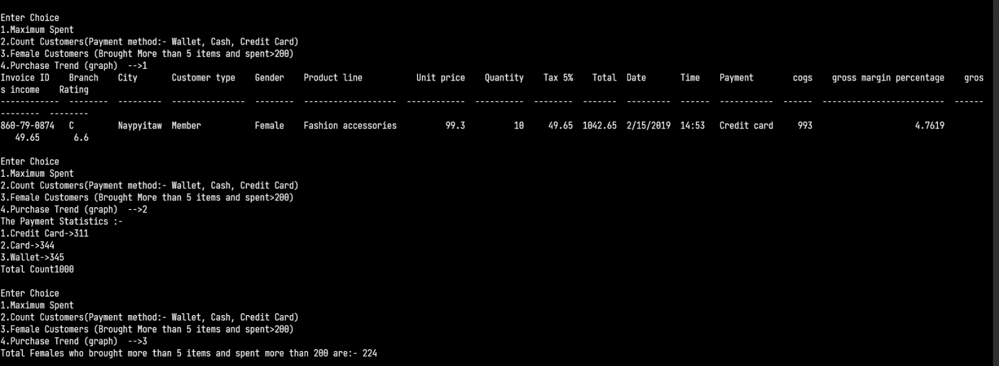 Enter Choice
1.Maximum Spent
2.Count Customers(Payment method:- Wallet, Cash, Credit Card)
3.Female Customers (Brought More than 5 items and spent>200)
4.Purchase Trend (graph)  -->1
Invoice ID    Branch    City       Customer type    Gender    Product line           Unit price    Quantity    Tax 5%    Total  Date       Time    Payment        cogs    gross margin percentage    gros
s income    Rating
------------  --------  ---------  ---------------  --------  -------------------  ------------  ----------  --------  -------  ---------  ------  -----------  ------  -------------------------  ------
--------  --------
860-79-0874   C         Naypyitaw  Member           Female    Fashion accessories          99.3          10     49.65  1042.65  2/15/2019  14:53   Credit card     993                     4.7619
   49.65       6.6
Enter Choice
1.Maximum Spent
2.Count Customers(Payment method:- Wallet, Cash, Credit Card)
3.Female Customers (Brought More than 5 items and spent>200)
4.Purchase Trend (graph)  -->2
The Payment Statistics :-
1.Credit Card->311
2.Card->344
3.Wallet->345
Total Count1000
Enter Choice
1.Maximum Spent
2.Count Customers(Payment method:- Wallet, Cash, Credit Card)
3.Female Customers (Brought More than 5 items and spent>200)
4.Purchase Trend (graph)  -->3
Total Females who brought more than 5 items and spent more than 200 are:- 224